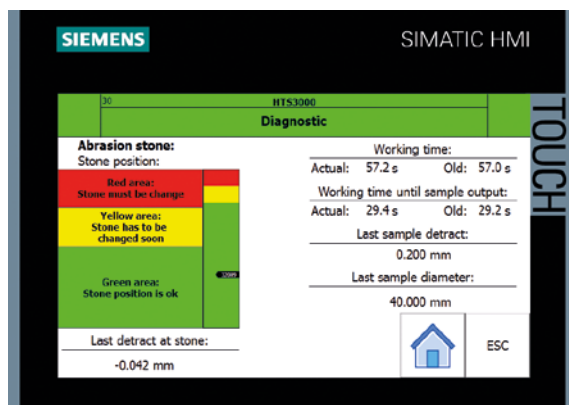 SIEMENS
SIMATIC HMI
TOUCH
30
HTS3000
Diagnostic
Abrasion stone:
Stone position:
Red area:
Stone must be change
Yellow area:
Stone has to be
changed soon
Green area:
Stone position is ok
Last detract at stone:
-0.042 mm
Working time:
Actual: 57.2 s Old: 57.0 s
Working time until sample output:
Actual: 29.4 s Old: 29.2 s
Last sample detract:
0.200 mm
Last sample diameter:
40.000 mm
ESC